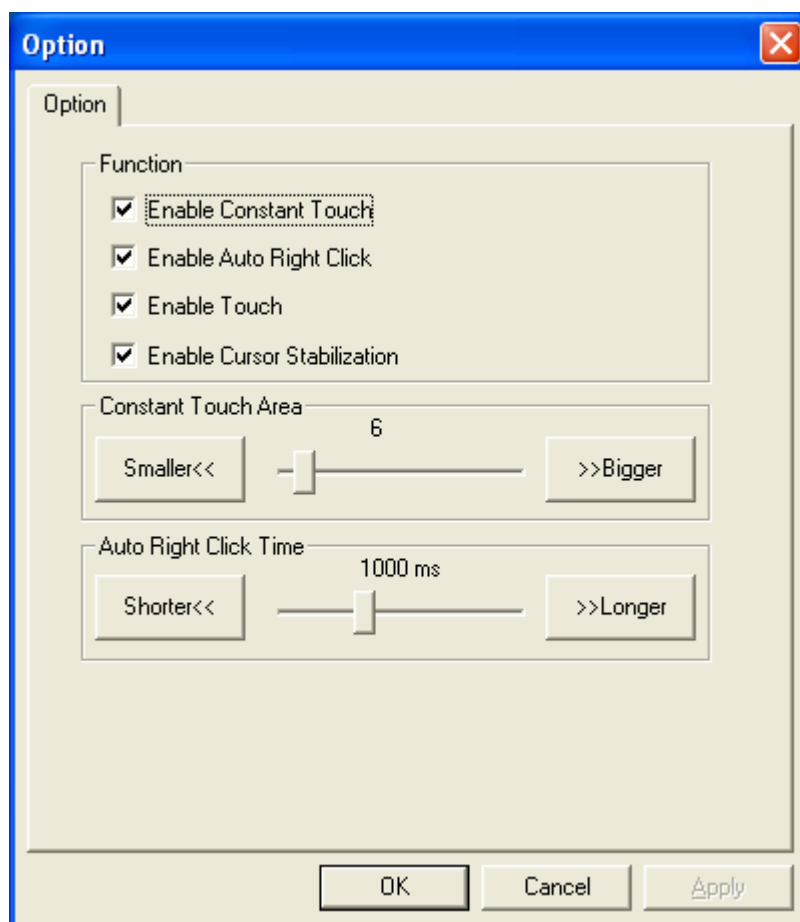 Option
Option
Function
Enable Constant Touch
Enable Auto Right Click
Enable Touch
Enable Cursor Stabilization
Constant Touch Area
6
Smaller<< >>Bigger
Auto Right Click Time
1000 ms
Shorter<< >>Longer
OK Cancel Apply